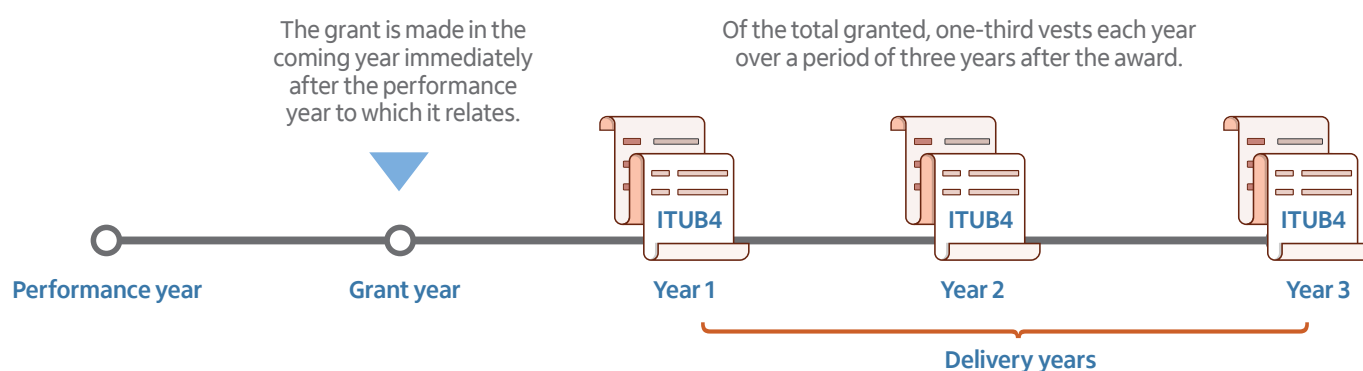 The grant is made in the
coming year immediately
after the performance
year to which it relates.
Of the total granted, one-third vests each year
over a period of three years after the award.
ITUB4
ITUB4
ITUB4
Performance year
Grant year
Year 1
Year 2
Year 3
Delivery years